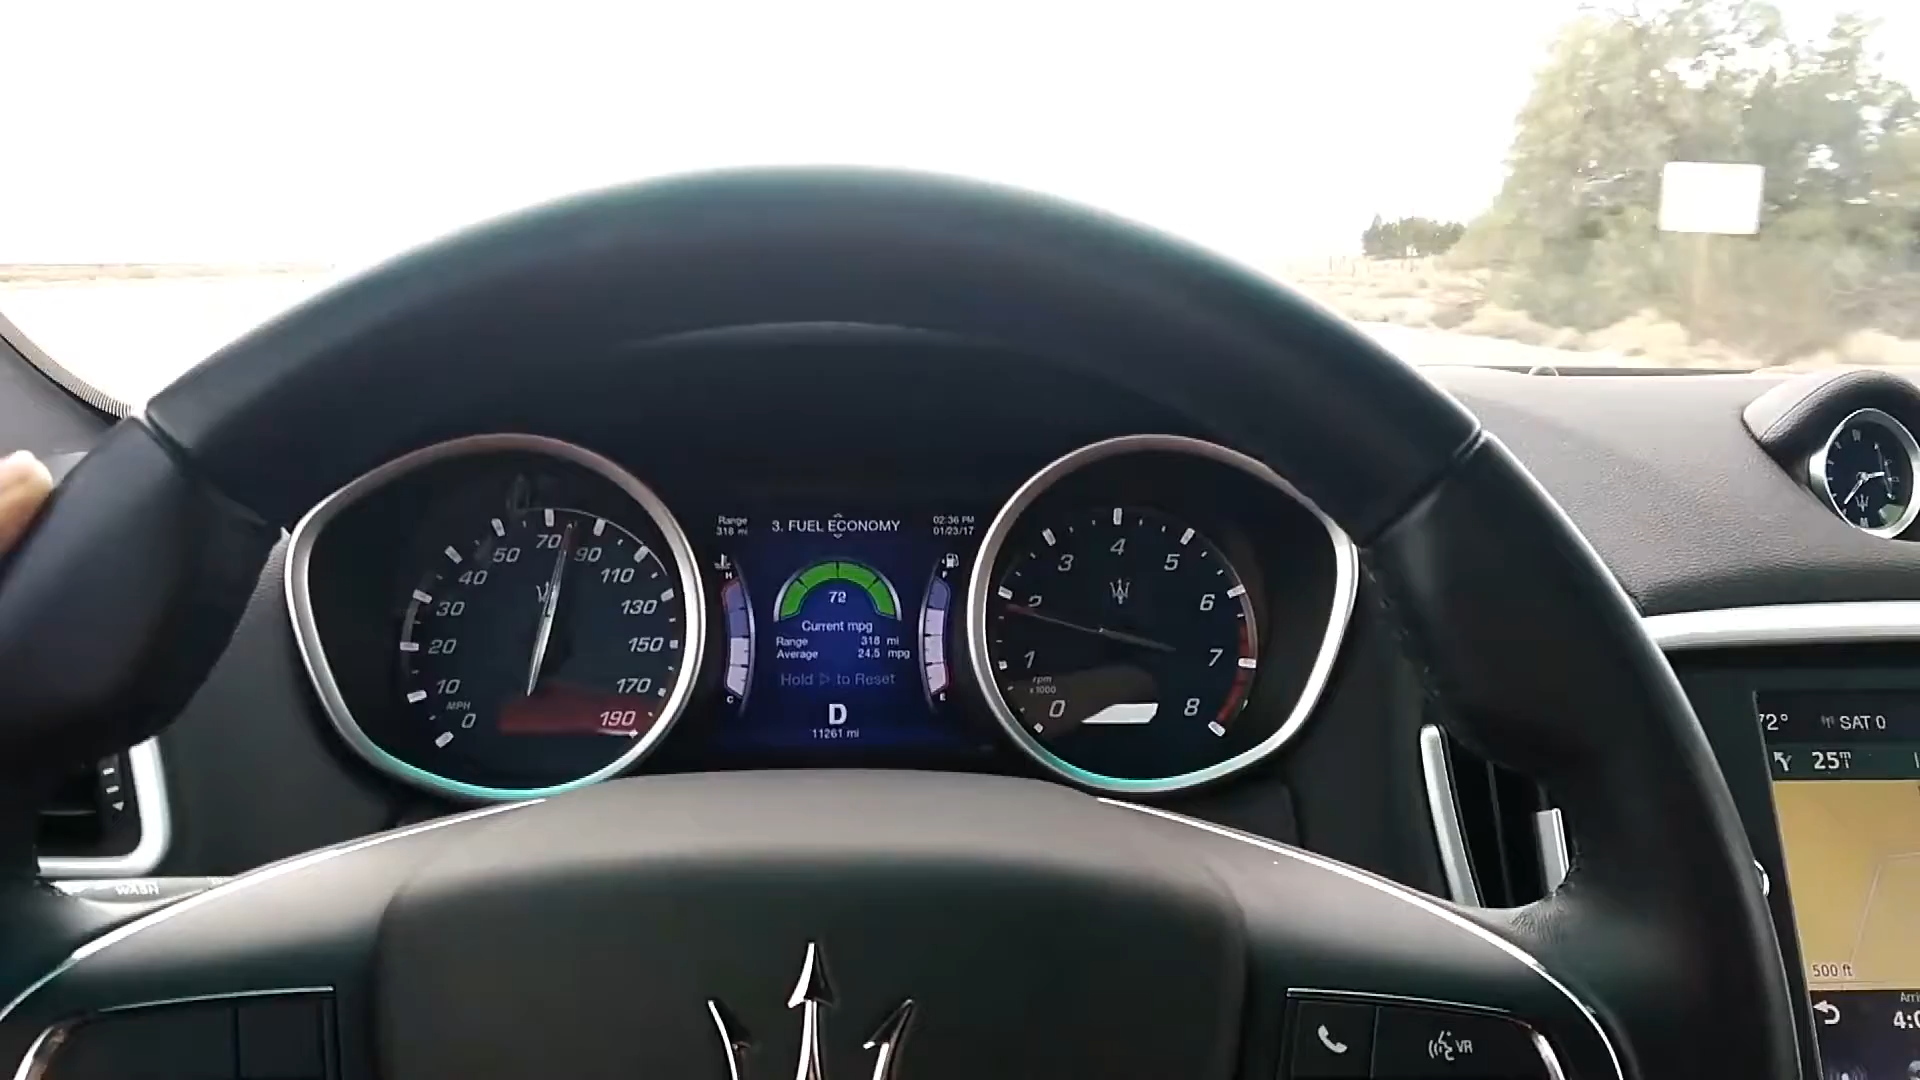 Range
318 mi
3. FUEL ECONOMY
02:36 PM
01/23/17
H
C
F
E
72
Current mpg
Range 318 mi
Average 24.5 mpg
Hold ▷ to Reset
D
11261 mi
0
10
20
30
40
50
70
90
110
130
150
170
190
MPH
0
1
2
3
4
5
6
7
8
rpm
x1000
72° SAT 0
25
500 ft
WASH
VR